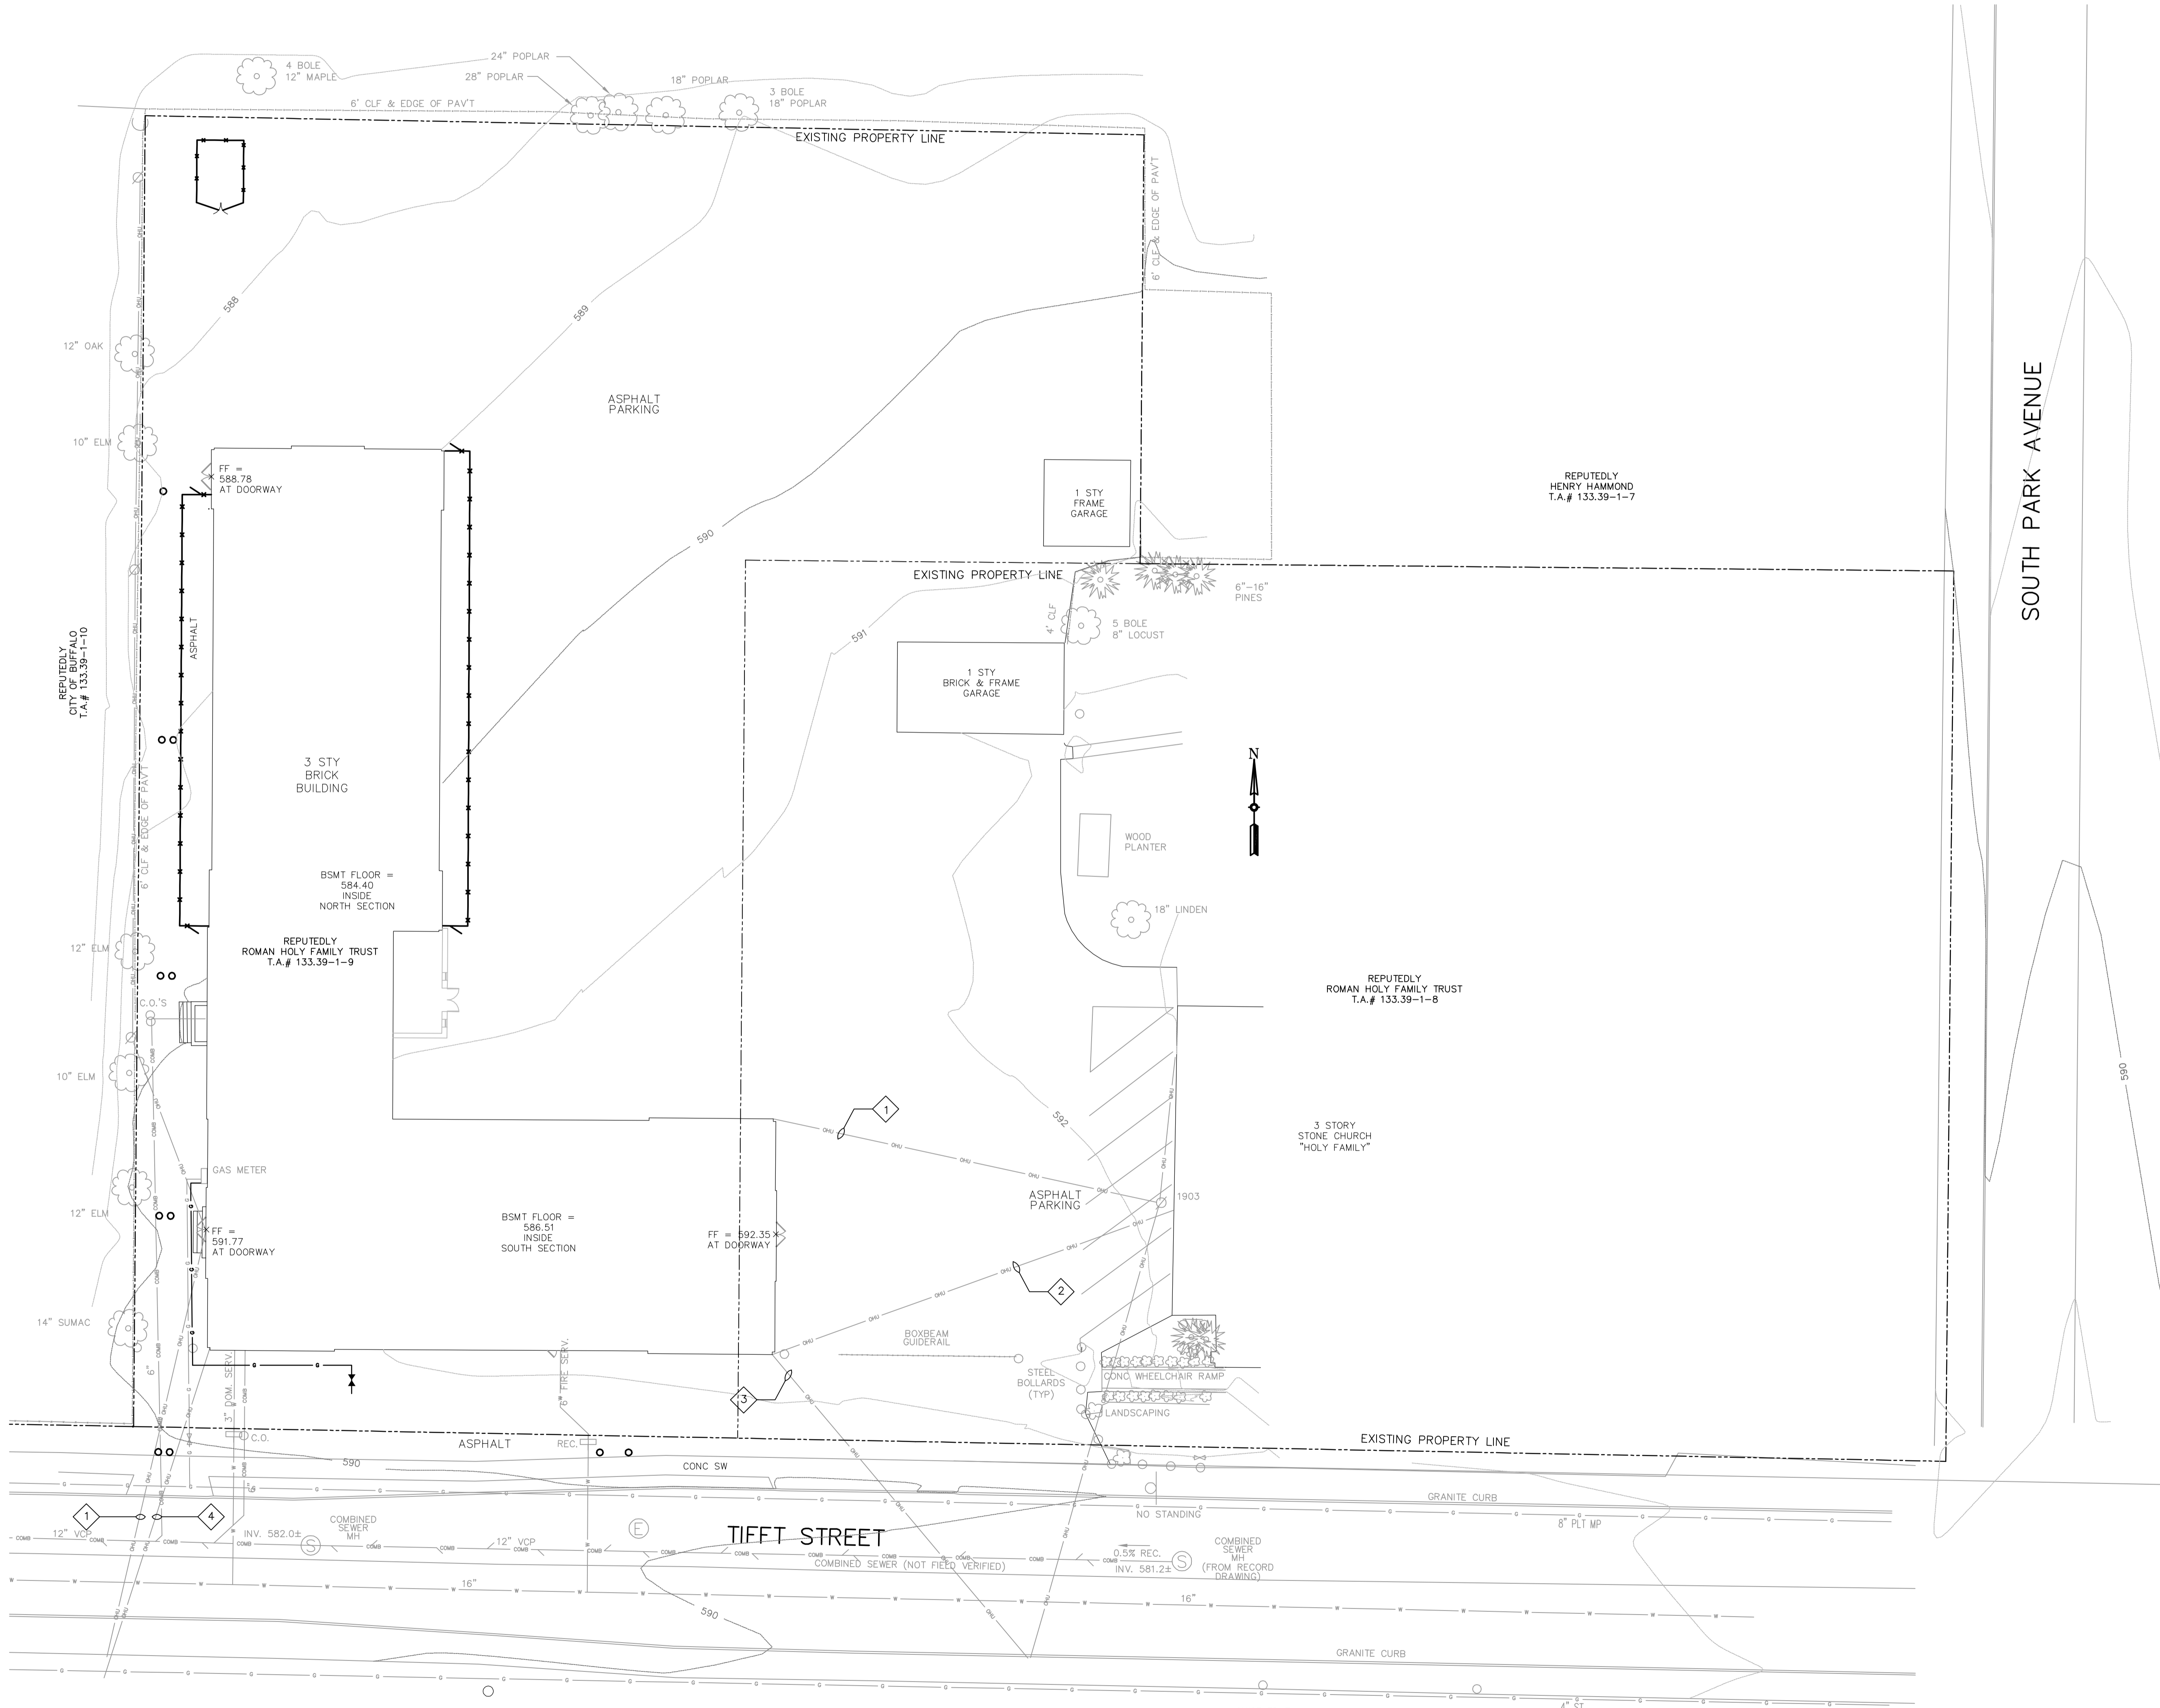 24" POPLAR
4 BOLE
12" MAPLE
28" POPLAR
18" POPLAR
3 BOLE
18" POPLAR
6' CLF & EDGE OF PAV'T
EXISTING PROPERTY LINE
6' CLF & EDGE OF PAV'T
588
589
12" OAK
ASPHALT
PARKING
SOUTH PARK AVENUE
10" ELM
FF =
588.78
AT DOORWAY
1 STY
FRAME
GARAGE
REPUTEDLY
HENRY HAMMOND
T.A.# 133.39-1-7
590
EXISTING PROPERTY LINE
6"-16"
PINES
4' CLF
5 BOLE
8" LOCUST
591
REPUTEDLY
CITY OF BUFFALO
T.A.# 133.39-1-10
ASPHALT
1 STY
BRICK & FRAME
GARAGE
3 STY
BRICK
BUILDING
N
6' CLF & EDGE OF PAV'T
WOOD
PLANTER
BSMT FLOOR =
584.40
INSIDE
NORTH SECTION
18" LINDEN
12" ELM
REPUTEDLY
ROMAN HOLY FAMILY TRUST
T.A.# 133.39-1-9
REPUTEDLY
ROMAN HOLY FAMILY TRUST
T.A.# 133.39-1-8
C.O.'S
10" ELM
590
1
592
3 STORY
STONE CHURCH
"HOLY FAMILY"
GAS METER
ASPHALT
PARKING
1903
12" ELM
FF =
591.77
AT DOORWAY
BSMT FLOOR =
586.51
INSIDE
SOUTH SECTION
FF = 592.35
AT DOORWAY
2
14" SUMAC
BOXBEAM
GUIDERAIL
6"
3" DOM. SERV.
6" FIRE SERV.
STEEL
BOLLARDS
(TYP)
CONC WHEELCHAIR RAMP
3
LANDSCAPING
C.O.
ASPHALT
REC.
EXISTING PROPERTY LINE
590
CONC SW
6"
GRANITE CURB
1
4
COMBINED
SEWER
MH
E
NO STANDING
8" PLT MP
12" VCP
INV. 582.0±
S
12" VCP
TIFFT STREET
COMBINED SEWER (NOT FIELD VERIFIED)
0.5% REC.
INV. 581.2±
S
COMBINED
SEWER
MH
(FROM RECORD
DRAWING)
16"
16"
590
GRANITE CURB
4" ST
OHU
COMB
G
W